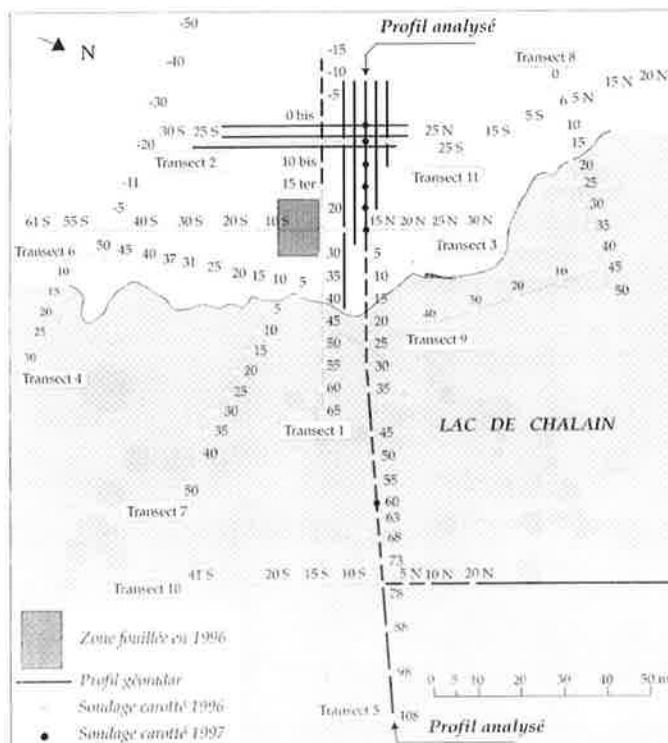 -50
-40
N
Profil analysé
-15
-10
-5
Transect 8
0
-30
6 5 N 15 N 20 N
5 S
15 S
10
15
0 bis
30 S 25 S
25 N
25 S
-20
Transect 2
10 bis
15 ter
Transect 11
20
25
30
35
40
45
50
-11
-5
20
61 S 55 S 40 S 30 S 20 S 10 S
15 N 20 N 25 N 30 N
Transect 3
Transect 6
50 45 40 37 31 25 20 15 10 5
30
35
40
45
50
55
60
65
5
10
15
20
25
30
35
45
50
55
60
63
68
73
78
88
98
108
10
15
20
25
30
Transect 4
40 30 20 10
Transect 9
5
10
15
20
25
30
35
40
50
Transect 7
Transect 1
LAC DE CHALAIN
41 S 20 S 15 S 10 S 5 N 10 N 20 N
Transect 10
Zone fouillée en 1996
Profil géoradar
Sondage carotté 1996
Sondage carotté 1997
Transect 5
Profil analysé
0 5 10 20 30 40 50 m